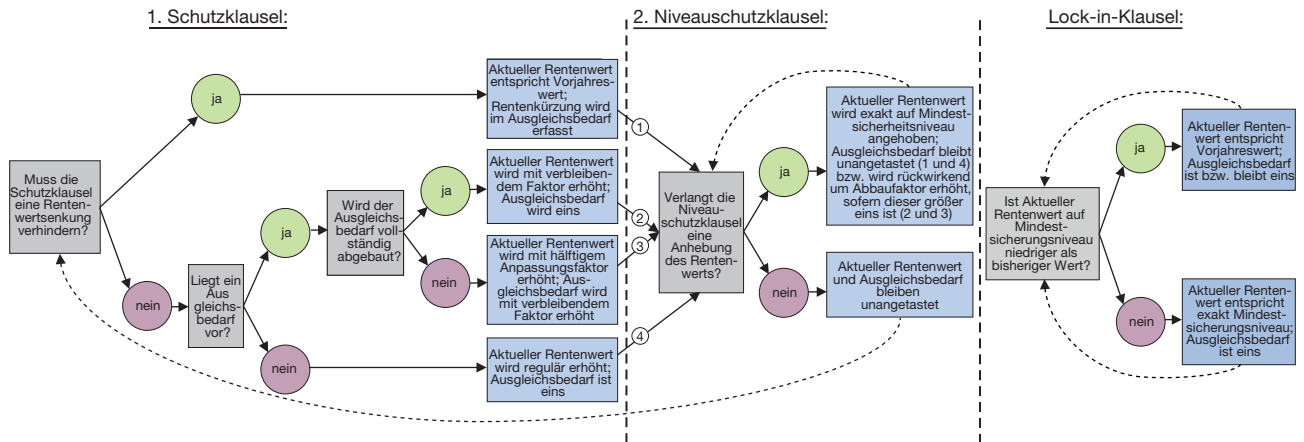 1. Schutzklausel:
2. Niveauschutzklausel:
Lock-in-Klausel:
Muss die
Schutzklausel
eine Renten-
wertsenkung
verhindern?
ja
nein
Aktueller Rentenwert
entspricht Vorjahres-
wert;
Rentenkürzung wird
im Ausgleichsbedarf
erfasst
Liegt ein
Aus
gleichs-
bedarf
vor?
ja
nein
Wird der
Ausgleichs-
bedarf voll-
ständig
abgebaut?
ja
nein
Aktueller Rentenwert
wird mit verbleiben-
dem Faktor erhöht;
Ausgleichsbedarf
wird eins
Aktueller Rentenwert
wird mit hälftigem
Anpassungsfaktor
erhöht; Aus-
gleichsbedarf wird
mit verbleibendem
Faktor erhöht
Aktueller Rentenwert
wird regulär erhöht;
Ausgleichsbedarf ist
eins
1
2
3
4
Verlangt die
Niveau-
schutzklausel
eine
Anhebung
des Renten-
werts?
ja
nein
Aktueller Rentenwert
wird exakt auf Mindest-
sicherheitsniveau
angehoben;
Ausgleichsbedarf bleibt
unangetastet (1 und 4)
bzw. wird rückwirkend
um Abbaufaktor erhöht,
sofern dieser größer
eins ist (2 und 3)
Aktueller Rentenwert
und Ausgleichsbedarf
bleiben
unangetastet
Ist Aktueller
Rentenwert auf
Mindest-
sicherungsniveau
niedriger als
bisheriger Wert?
ja
nein
Aktueller Renten-
wert entspricht
Vorjahreswert;
Ausgleichsbedarf
ist bzw. bleibt eins
Aktueller Renten-
wert entspricht
exakt Mindest-
sicherungsniveau;
Ausgleichsbedarf
ist eins